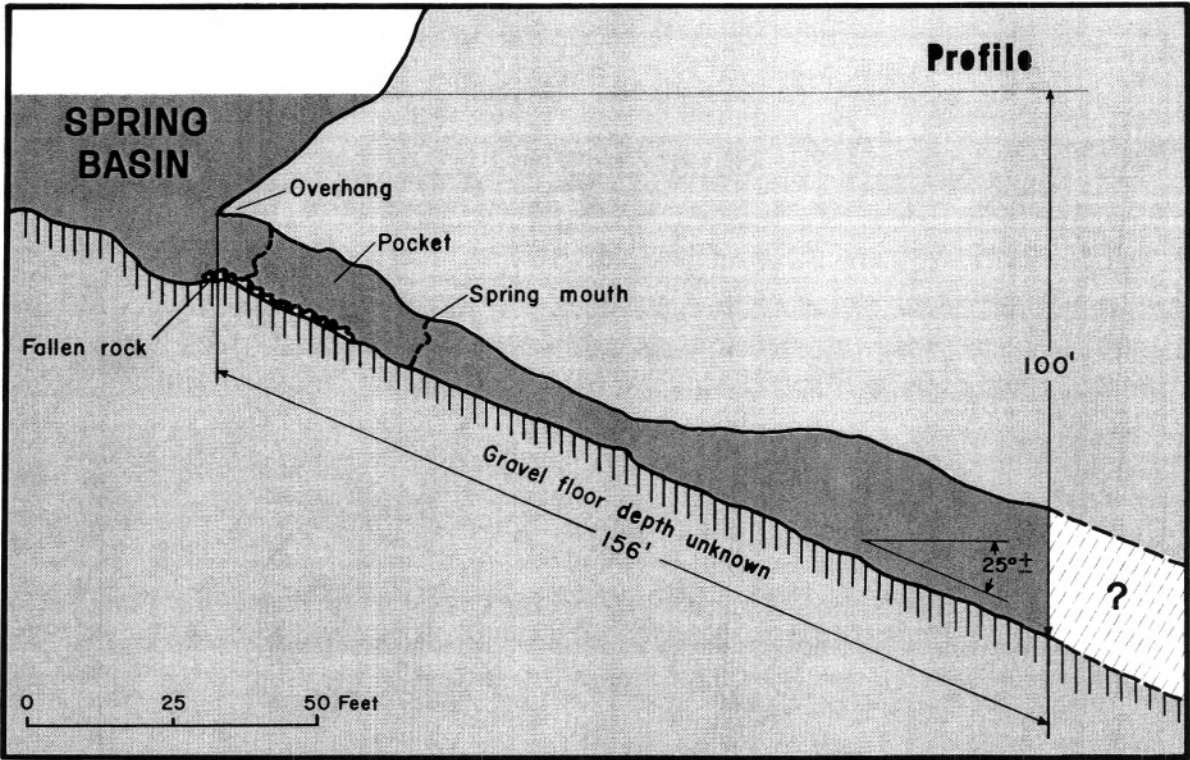 Profile
SPRING
BASIN
Overhang
Pocket
Spring mouth
Fallen rock
100'
Gravel floor depth unknown
156'
25°±
?
0 25 50 Feet